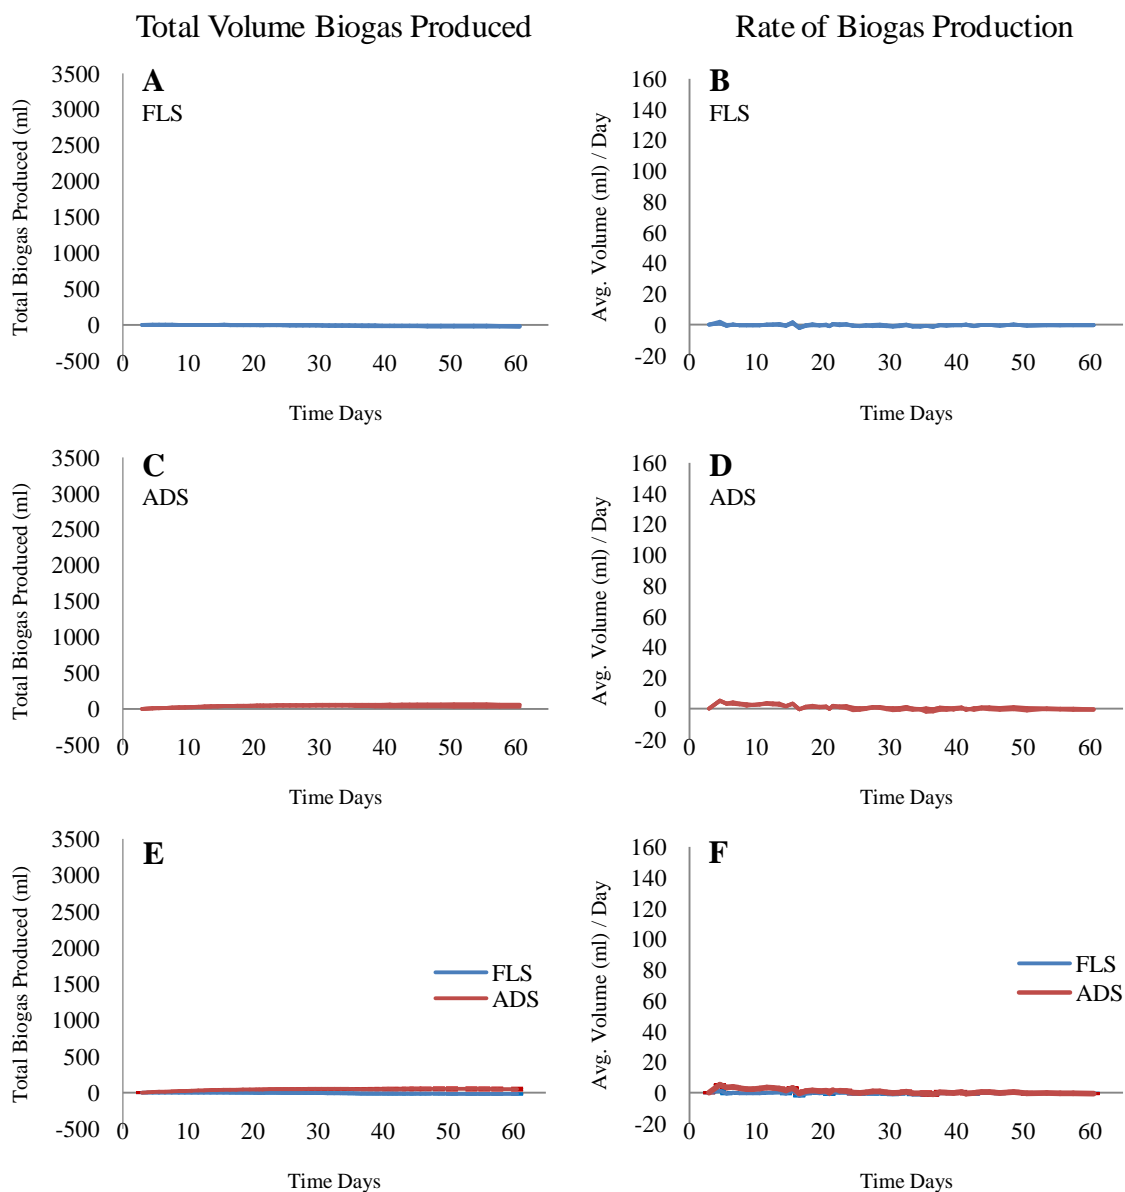 Total Volume Biogas Produced
Rate of Biogas Production
A
FLS
3500
3000
2500
2000
1500
1000
500
0
-500
0 10 20 30 40 50 60
Total Biogas Produced (ml)
Time Days
B
FLS
160
140
120
100
80
60
40
20
0
-20
0 10 20 30 40 50 60
Avg. Volume (ml) / Day
Time Days
C
ADS
3500
3000
2500
2000
1500
1000
500
0
-500
0 10 20 30 40 50 60
Total Biogas Produced (ml)
Time Days
D
ADS
160
140
120
100
80
60
40
20
0
-20
0 10 20 30 40 50 60
Avg. Volume (ml) / Day
Time Days
E
3500
3000
2500
2000
1500
1000
500
0
-500
0 10 20 30 40 50 60
Total Biogas Produced (ml)
FLS
ADS
Time Days
F
160
140
120
100
80
60
40
20
0
-20
0 10 20 30 40 50 60
Avg. Volume (ml) / Day
FLS
ADS
Time Days